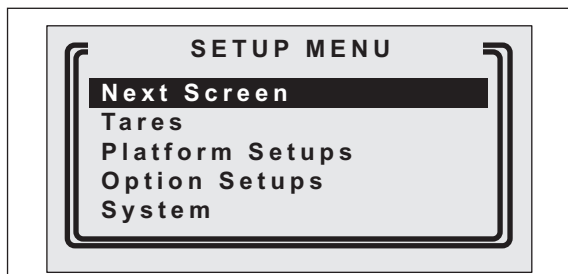 SETUP MENU
Next Screen
Tares
Platform Setups
Option Setups
System